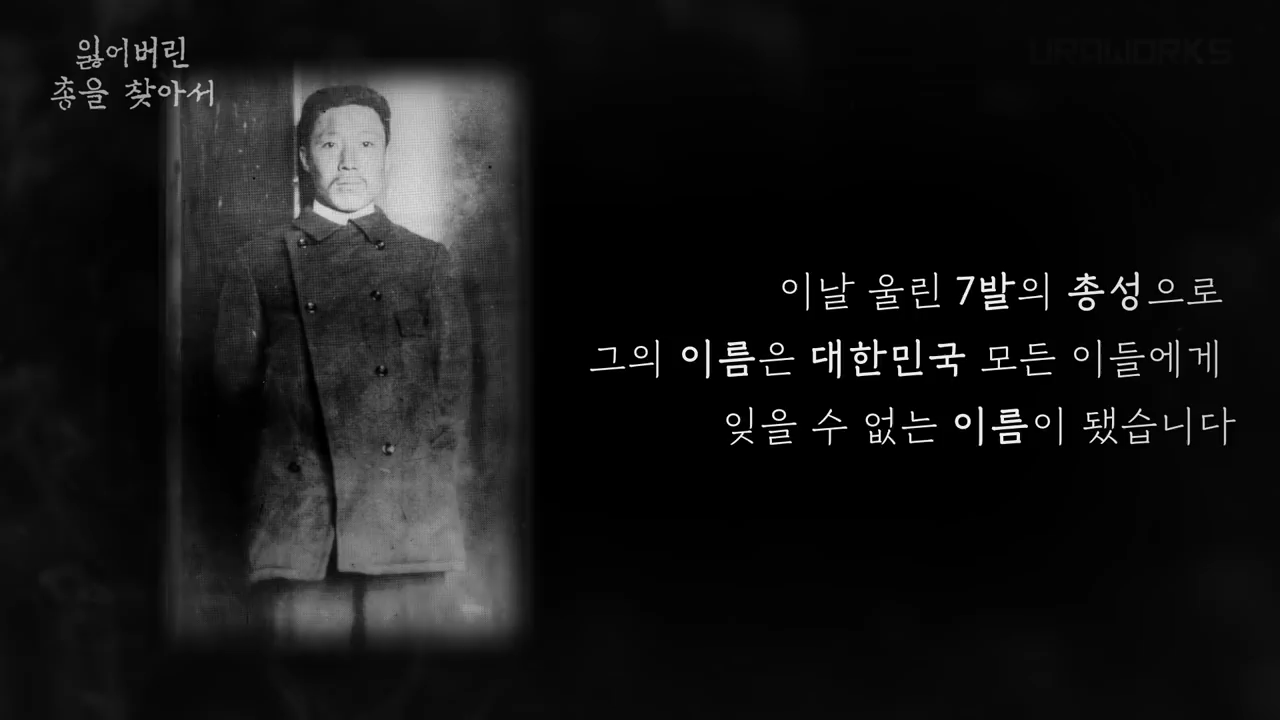 잃어버린
총을 찾아서
URAWORKS
이날 울린 7발의 총성으로
그의 이름은 대한민국 모든 이들에게
잊을 수 없는 이름이 됐습니다